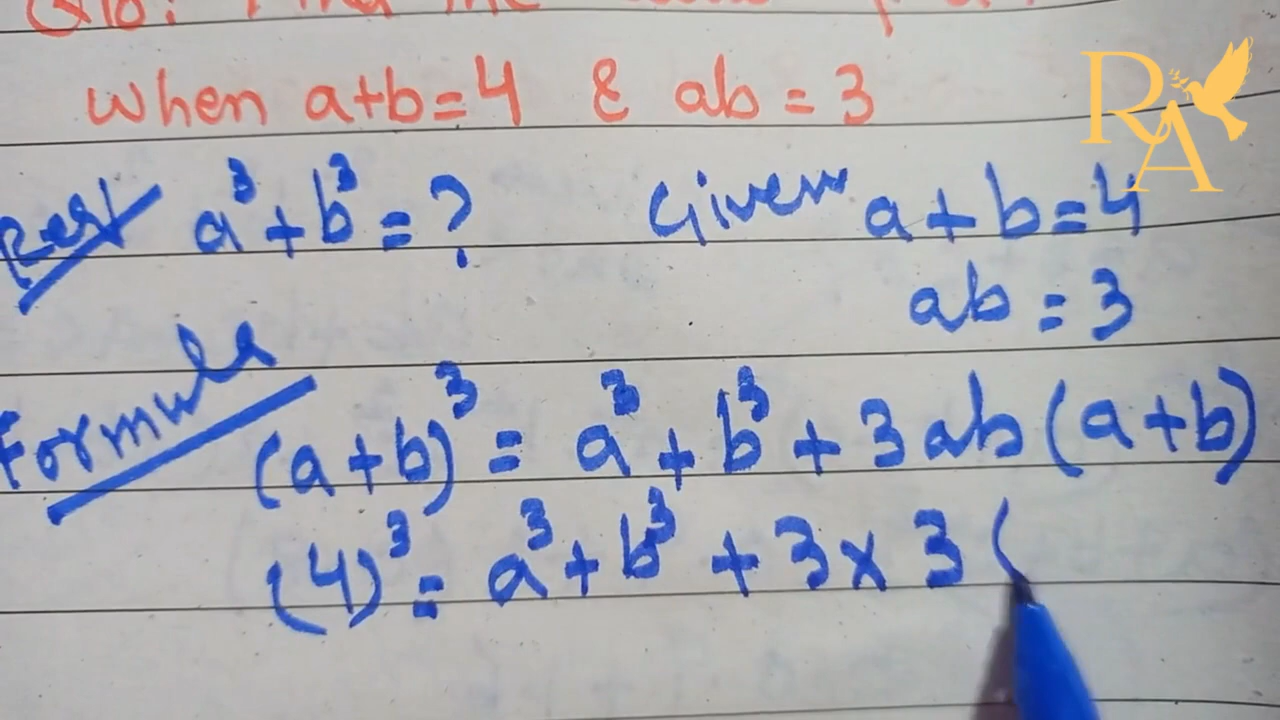 when a+b=4 & ab = 3
RA
a³+b³=? Given a+b=4
ab = 3
Formula (a+b)³ = a³+b³+3ab(a+b)
(4)³= a³+b³+3×3(